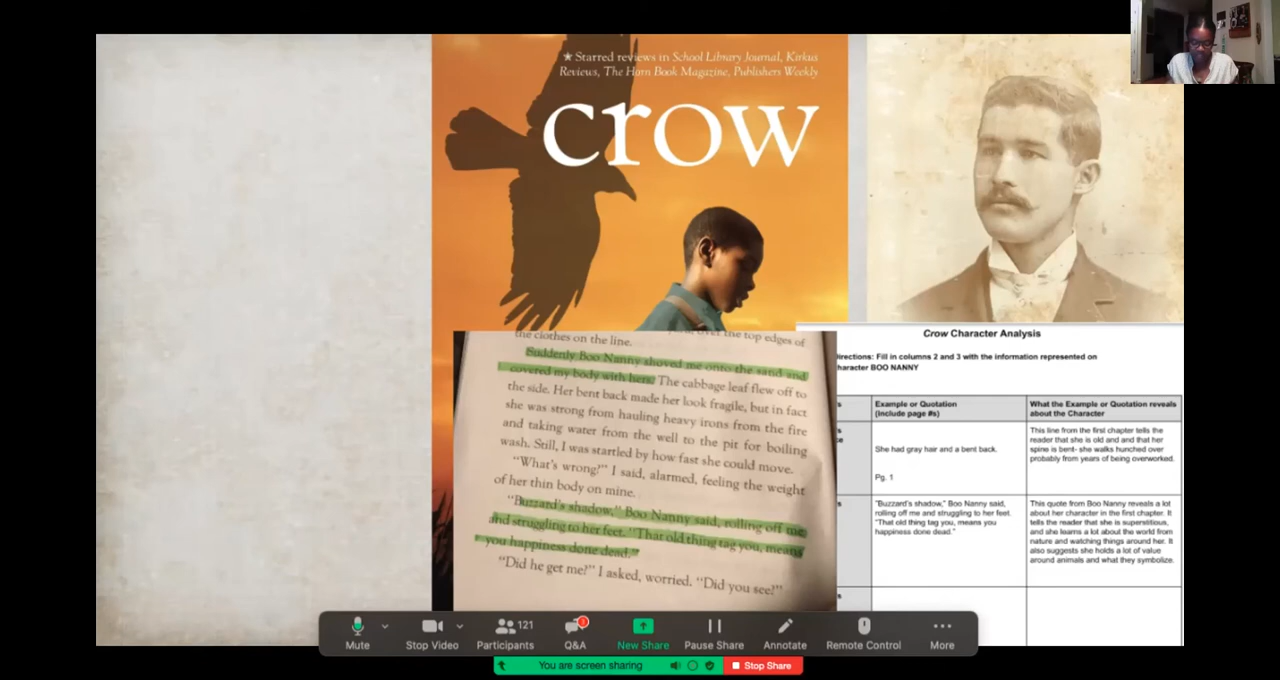 ★ Starred reviews in School Library Journal, Kirkus
Reviews, The Horn Book Magazine, Publishers Weekly
crow
the clothes on the line.
over the top edges of
Suddenly Boo Nanny shoved me onto the sand and
covered my body with hers. The cabbage leaf flew off to
the side. Her bent back made her look fragile, but in fact
she was strong from hauling heavy irons from the fire
and taking water from the well to the pit for boiling
wash. Still, I was startled by how fast she could move.
"What's wrong?" I said, alarmed, feeling the weight
of her thin body on mine.
"Buzzard's shadow," Boo Nanny said, rolling off me
and struggling to her feet. "That old thing tag you, means
you happiness done dead."
"Did he get me?" I asked, worried. "Did you see?"
Crow Character Analysis
irections: Fill in columns 2 and 3 with the information represented on
haracter BOO NANNY
Example or Quotation
(include page #s)
What the Example or Quotation reveals
about the Character
She had gray hair and a bent back.
Pg. 1
This line from the first chapter tells the
reader that she is old and and that her
spine is bent- she walks hunched over
probably from years of being overworked.
"Buzzard's shadow," Boo Nanny said,
rolling off me and struggling to her feet.
"That old thing tag you, means you
happiness done dead."
This quote from Boo Nanny reveals a lot
about her character in the first chapter. It
tells the reader that she is superstitious,
and she learns a lot about the world from
nature and watching things around her. It
also suggests she holds a lot of value
around animals and what they symbolize.
Mute
Stop Video
121
Participants
Q&A
New Share
Pause Share
Annotate
Remote Control
More
You are screen sharing
Stop Share